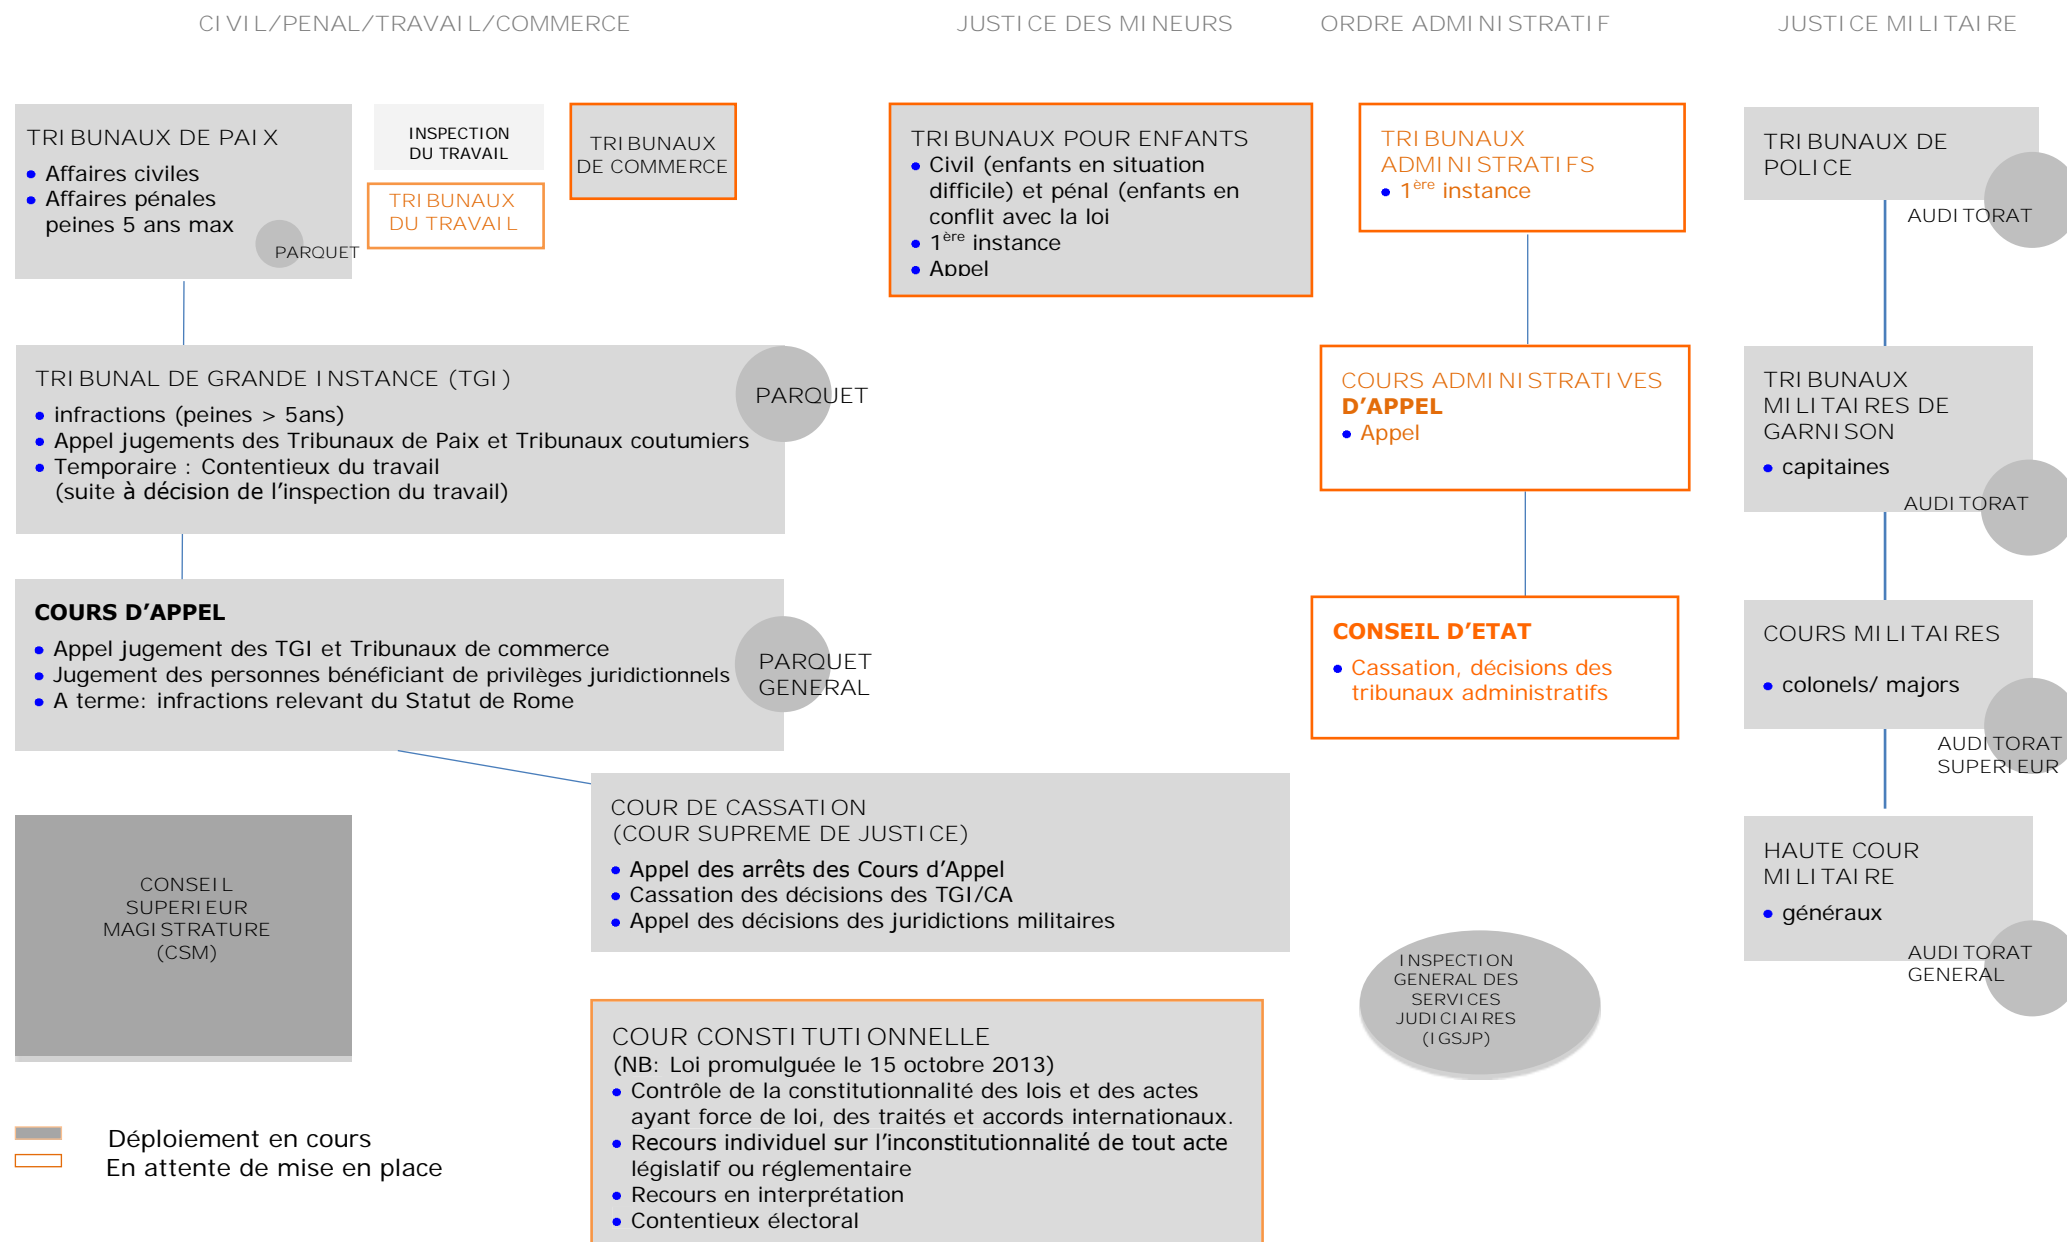 CIVIL/PENAL/TRAVAIL/COMMERCE
JUSTICE DES MINEURS
ORDRE ADMINISTRATIF
JUSTICE MILITAIRE
TRIBUNAUX DE PAIX
• Affaires civiles
• Affaires pénales
peines 5 ans max
PARQUET
INSPECTION
DU TRAVAIL
TRIBUNAUX
DU TRAVAIL
TRIBUNAUX
DE COMMERCE
TRIBUNAUX POUR ENFANTS
• Civil (enfants en situation
difficile) et pénal (enfants en
conflit avec la loi
• 1ère instance
• Appel
TRIBUNAUX
ADMINISTRATIFS
• 1ère instance
TRIBUNAUX DE
POLICE
AUDITORAT
TRIBUNAL DE GRANDE INSTANCE (TGI)
• infractions (peines > 5ans)
• Appel jugements des Tribunaux de Paix et Tribunaux coutumiers
• Temporaire : Contentieux du travail
(suite à décision de l’inspection du travail)
PARQUET
COURS ADMINISTRATIVES
D’APPEL
• Appel
TRIBUNAUX
MILITAIRES DE
GARNISON
• capitaines
AUDITORAT
COURS D’APPEL
• Appel jugement des TGI et Tribunaux de commerce
• Jugement des personnes bénéficiant de privilèges juridictionnels
• A terme: infractions relevant du Statut de Rome
PARQUET
GENERAL
CONSEIL D’ETAT
• Cassation, décisions des
tribunaux administratifs
COURS MILITAIRES
• colonels/ majors
AUDITORAT
SUPERIEUR
COUR DE CASSATION
(COUR SUPREME DE JUSTICE)
• Appel des arrêts des Cours d’Appel
• Cassation des décisions des TGI/CA
• Appel des décisions des juridictions militaires
HAUTE COUR
MILITAIRE
• généraux
AUDITORAT
GENERAL
CONSEIL
SUPERIEUR
MAGISTRATURE
(CSM)
INSPECTION
GENERAL DES
SERVICES
JUDICIAIRES
(IGSJP)
COUR CONSTITUTIONNELLE
(NB: Loi promulguée le 15 octobre 2013)
• Contrôle de la constitutionnalité des lois et des actes
ayant force de loi, des traités et accords internationaux.
• Recours individuel sur l’inconstitutionnalité de tout acte
législatif ou réglementaire
• Recours en interprétation
• Contentieux électoral
Déploiement en cours
En attente de mise en place